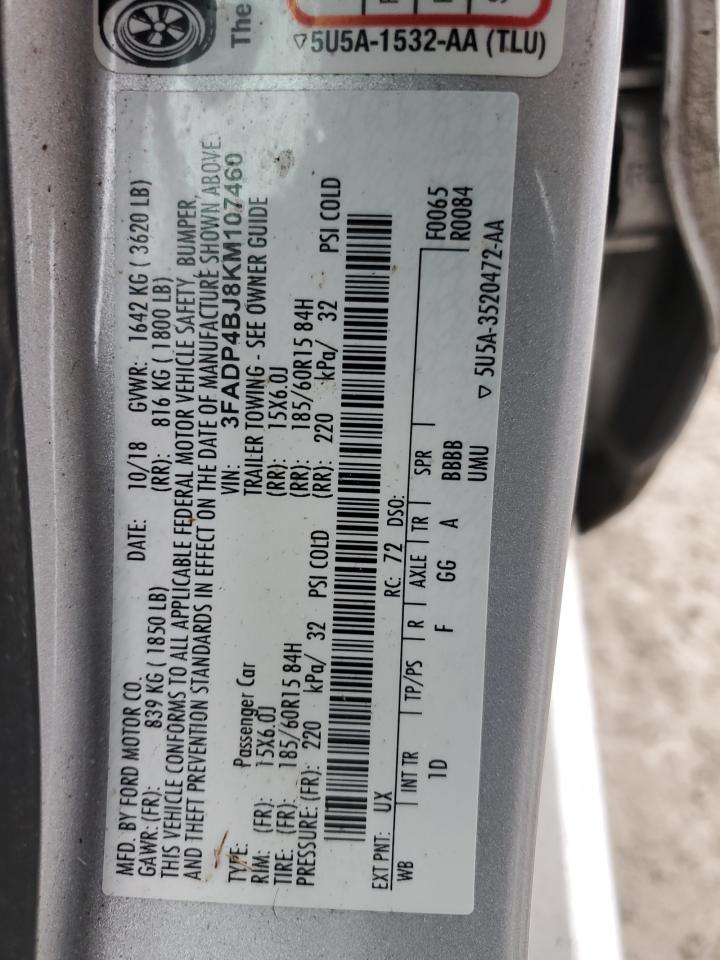 The
▽5U5A-1532-AA (TLU)
MFD. BY FORD MOTOR CO.
DATE: 10/18 GVWR: 1642 KG ( 3620 LB)
GAWR: (FR): 839 KG ( 1850 LB) (RR): 816 KG ( 1800 LB)
THIS VEHICLE CONFORMS TO ALL APPLICABLE FEDERAL MOTOR VEHICLE SAFETY, BUMPER,
AND THEFT PREVENTION STANDARDS IN EFFECT ON THE DATE OF MANUFACTURE SHOWN ABOVE.
VIN: 3FADP4BJ8KM107460
TYPE: Passenger Car TRAILER TOWING - SEE OWNER GUIDE
RIM: (FR): 15X6.0J (RR): 15X6.0J
TIRE: (FR): 185/60R15 84H (RR): 185/60R15 84H
PRESSURE: (FR): 220 kPa/ 32 PSI COLD (RR): 220 kPa/ 32 PSI COLD
EXT PNT: UX RC: 72 DSO:
WB INT TR TP/PS R AXLE TR SPR F0065
1D F GG A BBBB R0084
UMU
▽ 5U5A-3520472-AA